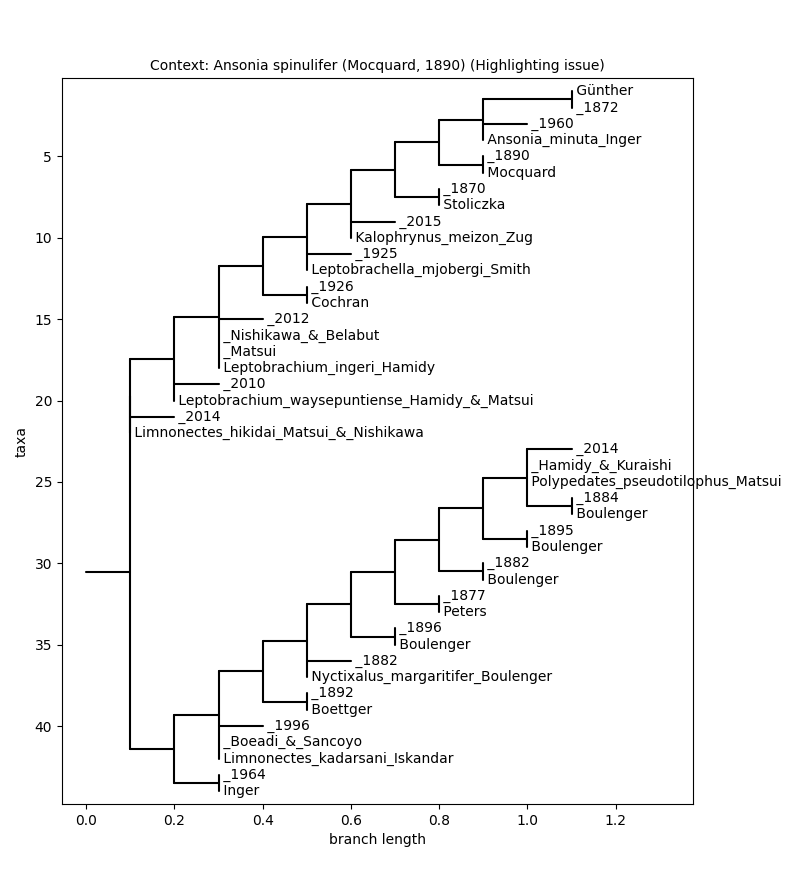 Context: Ansonia spinulifer (Mocquard, 1890) (Highlighting issue)
Günther
_1872
_1960
Ansonia_minuta_Inger
_1890
Mocquard
_1870
Stoliczka
_2015
Kalophrynus_meizon_Zug
_1925
Leptobrachella_mjobergi_Smith
_1926
Cochran
_2012
_Nishikawa_&_Belabut
_Matsui
Leptobrachium_ingeri_Hamidy
_2010
Leptobrachium_waysepuntiense_Hamidy_&_Matsui
_2014
Limnonectes_hikidai_Matsui_&_Nishikawa
_2014
_Hamidy_&_Kuraishi
Polypedates_pseudotilophus_Matsui
_1884
Boulenger
_1895
Boulenger
_1882
Boulenger
_1877
Peters
_1896
Boulenger
_1882
Nyctixalus_margaritifer_Boulenger
_1892
Boettger
_1996
_Boeadi_&_Sancoyo
Limnonectes_kadarsani_Iskandar
_1964
Inger
5
10
15
20
25
30
35
40
taxa
0.0 0.2 0.4 0.6 0.8 1.0 1.2
branch length